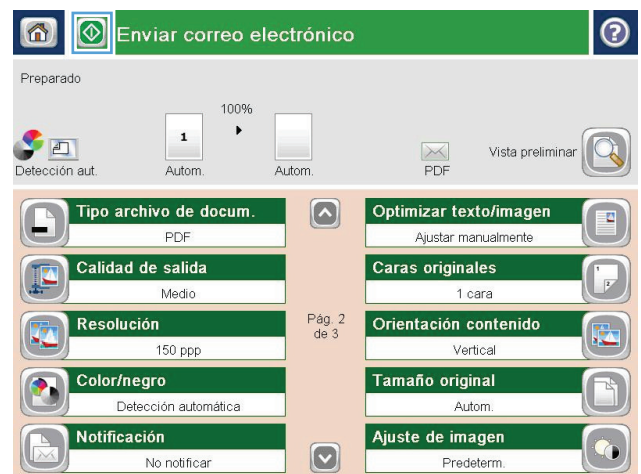 Enviar correo electrónico
?
Preparado
100%
1
Detección aut.
Autom.
Autom.
PDF
Vista preliminar
Tipo archivo de docum.
PDF
Calidad de salida
Medio
Resolución
150 ppp
Color/negro
Detección automática
Notificación
No notificar
Pág. 2
de 3
Optimizar texto/imagen
Ajustar manualmente
Caras originales
1 cara
1
2
Orientación contenido
Vertical
Tamaño original
Autom.
Ajuste de imagen
Predeterm.